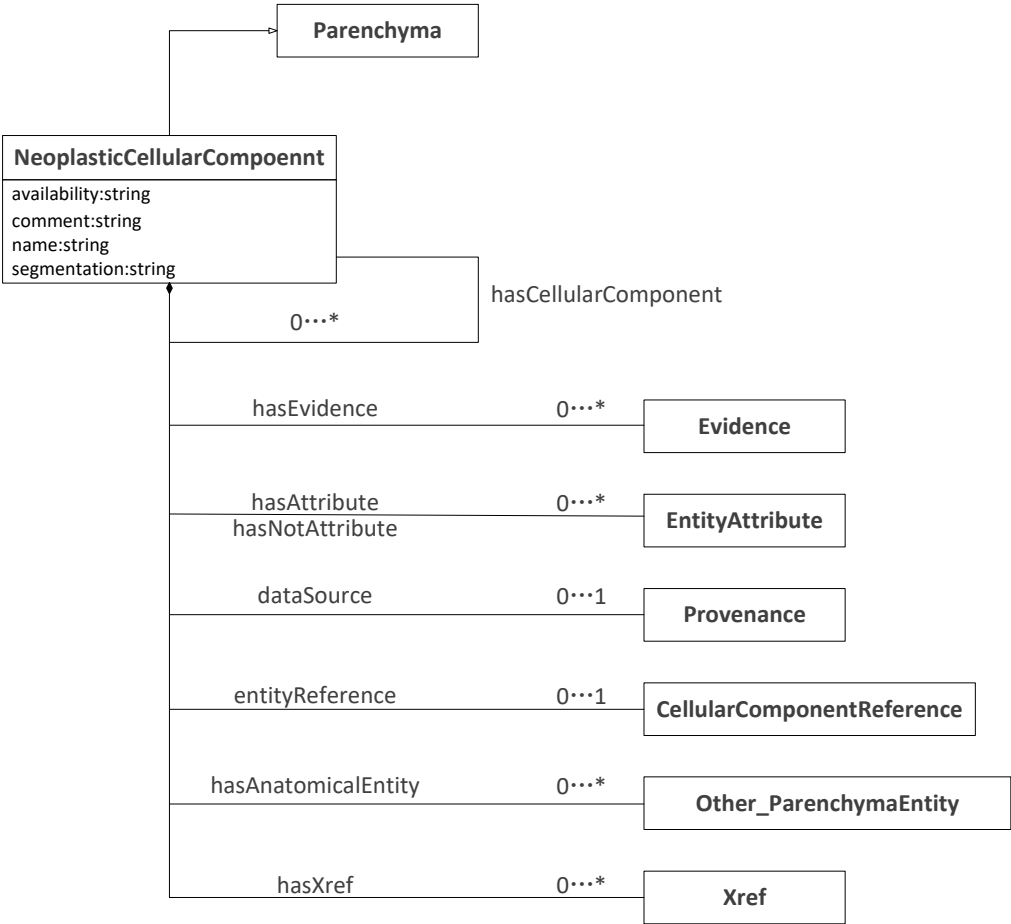 Parenchyma
NeoplasticCellularCompoennt
availability:string
comment:string
name:string
segmentation:string
hasCellularComponent
0⋯*
hasEvidence 0⋯*
Evidence
hasAttribute 0⋯*
hasNotAttribute
EntityAttribute
dataSource 0⋯1
Provenance
entityReference 0⋯1
CellularComponentReference
hasAnatomicalEntity 0⋯*
Other_ParenchymaEntity
hasXref 0⋯*
Xref